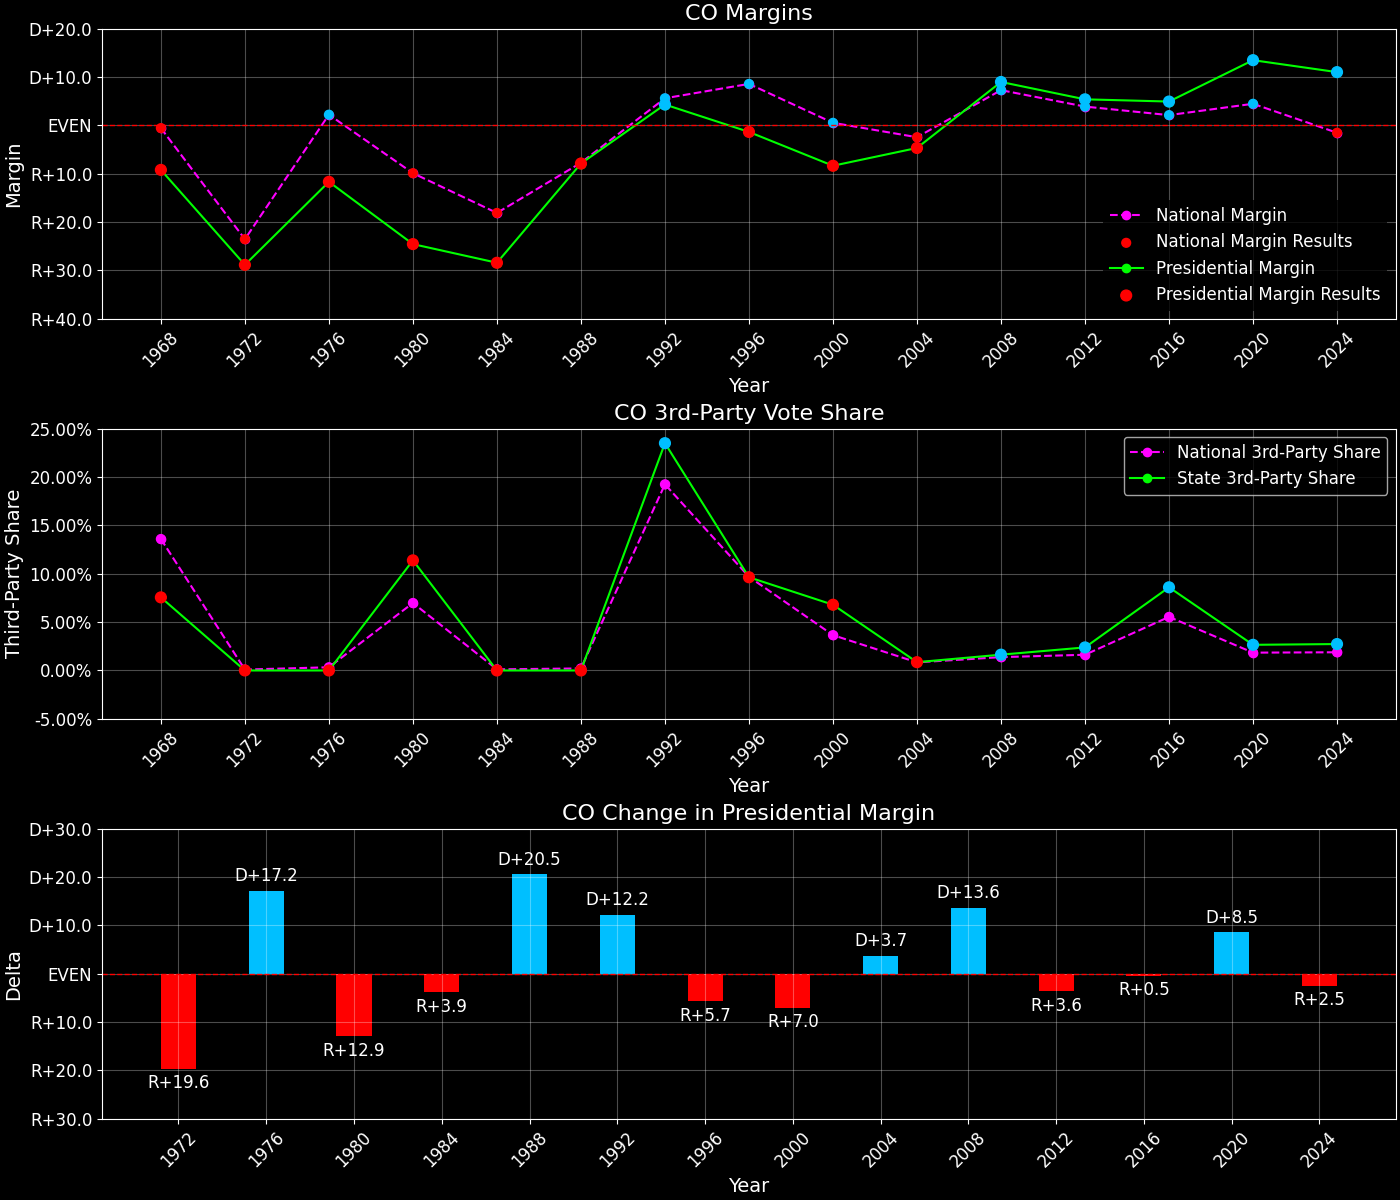 CO Margins
D+20.0
D+10.0
EVEN
R+10.0
R+20.0
R+30.0
R+40.0
Margin
National Margin
National Margin Results
Presidential Margin
Presidential Margin Results
1968 1972 1976 1980 1984 1988 1992 1996 2000 2004 2008 2012 2016 2020 2024
Year
CO 3rd-Party Vote Share
25.00%
20.00%
15.00%
10.00%
5.00%
0.00%
-5.00%
Third-Party Share
National 3rd-Party Share
State 3rd-Party Share
1968 1972 1976 1980 1984 1988 1992 1996 2000 2004 2008 2012 2016 2020 2024
Year
CO Change in Presidential Margin
D+30.0
D+20.0
D+10.0
EVEN
R+10.0
R+20.0
R+30.0
Delta
R+19.6
D+17.2
R+12.9
R+3.9
D+20.5
D+12.2
R+5.7
R+7.0
D+3.7
D+13.6
R+3.6
R+0.5
D+8.5
R+2.5
1972 1976 1980 1984 1988 1992 1996 2000 2004 2008 2012 2016 2020 2024
Year